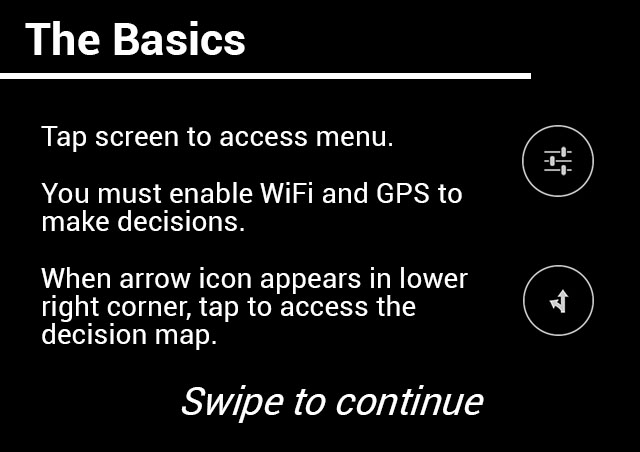 The Basics
Tap screen to access menu.
You must enable WiFi and GPS to
make decisions.
When arrow icon appears in lower
right corner, tap to access the
decision map.
Swipe to continue